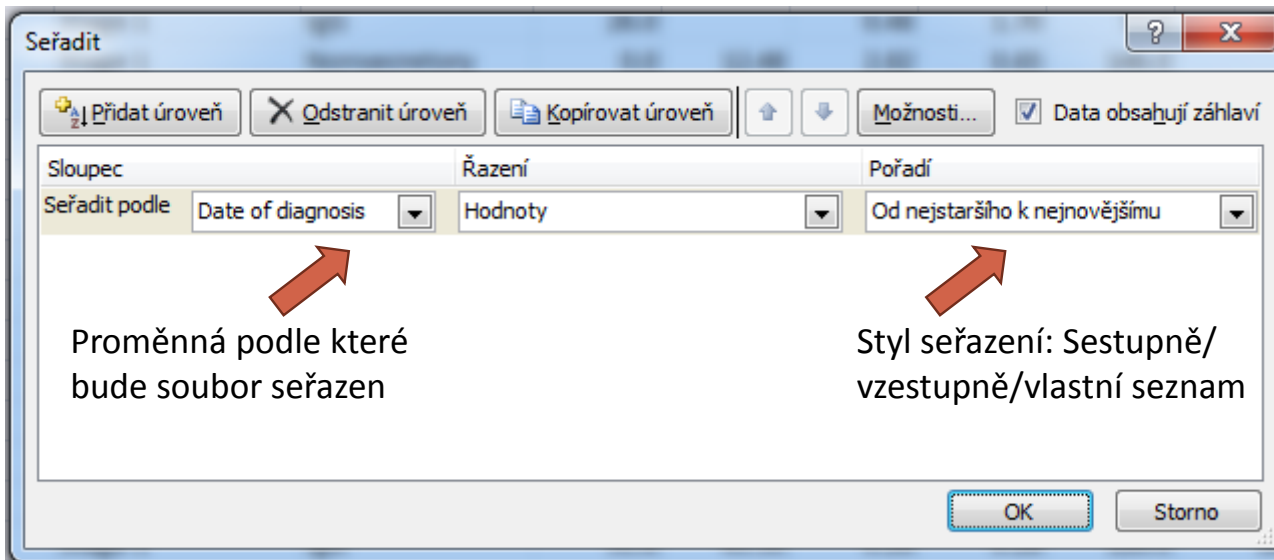 Seřadit
Přidat úroveň Odstranit úroveň Kopírovat úroveň Možnosti... Data obsahují záhlaví
Sloupec Řazení Pořadí
Seřadit podle Date of diagnosis Hodnoty Od nejstaršího k nejnovějšímu
Proměnná podle které
bude soubor seřazen
Styl seřazení: Sestupně/
vzestupně/vlastní seznam
OK Storno